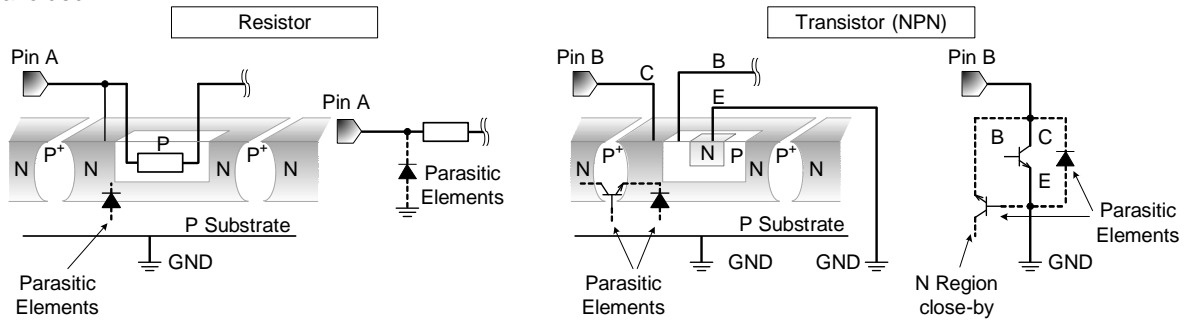 Resistor
Transistor (NPN)
Pin A
Pin A
N
P+
N
P
N
P+
N
Parasitic
Elements
P Substrate
GND
Parasitic
Elements
Pin B
C
B
E
N
P+
N
N
P
N
P+
N
P Substrate
GND
GND
Parasitic
Elements
Pin B
B
C
E
Parasitic
Elements
GND
N Region
close-by